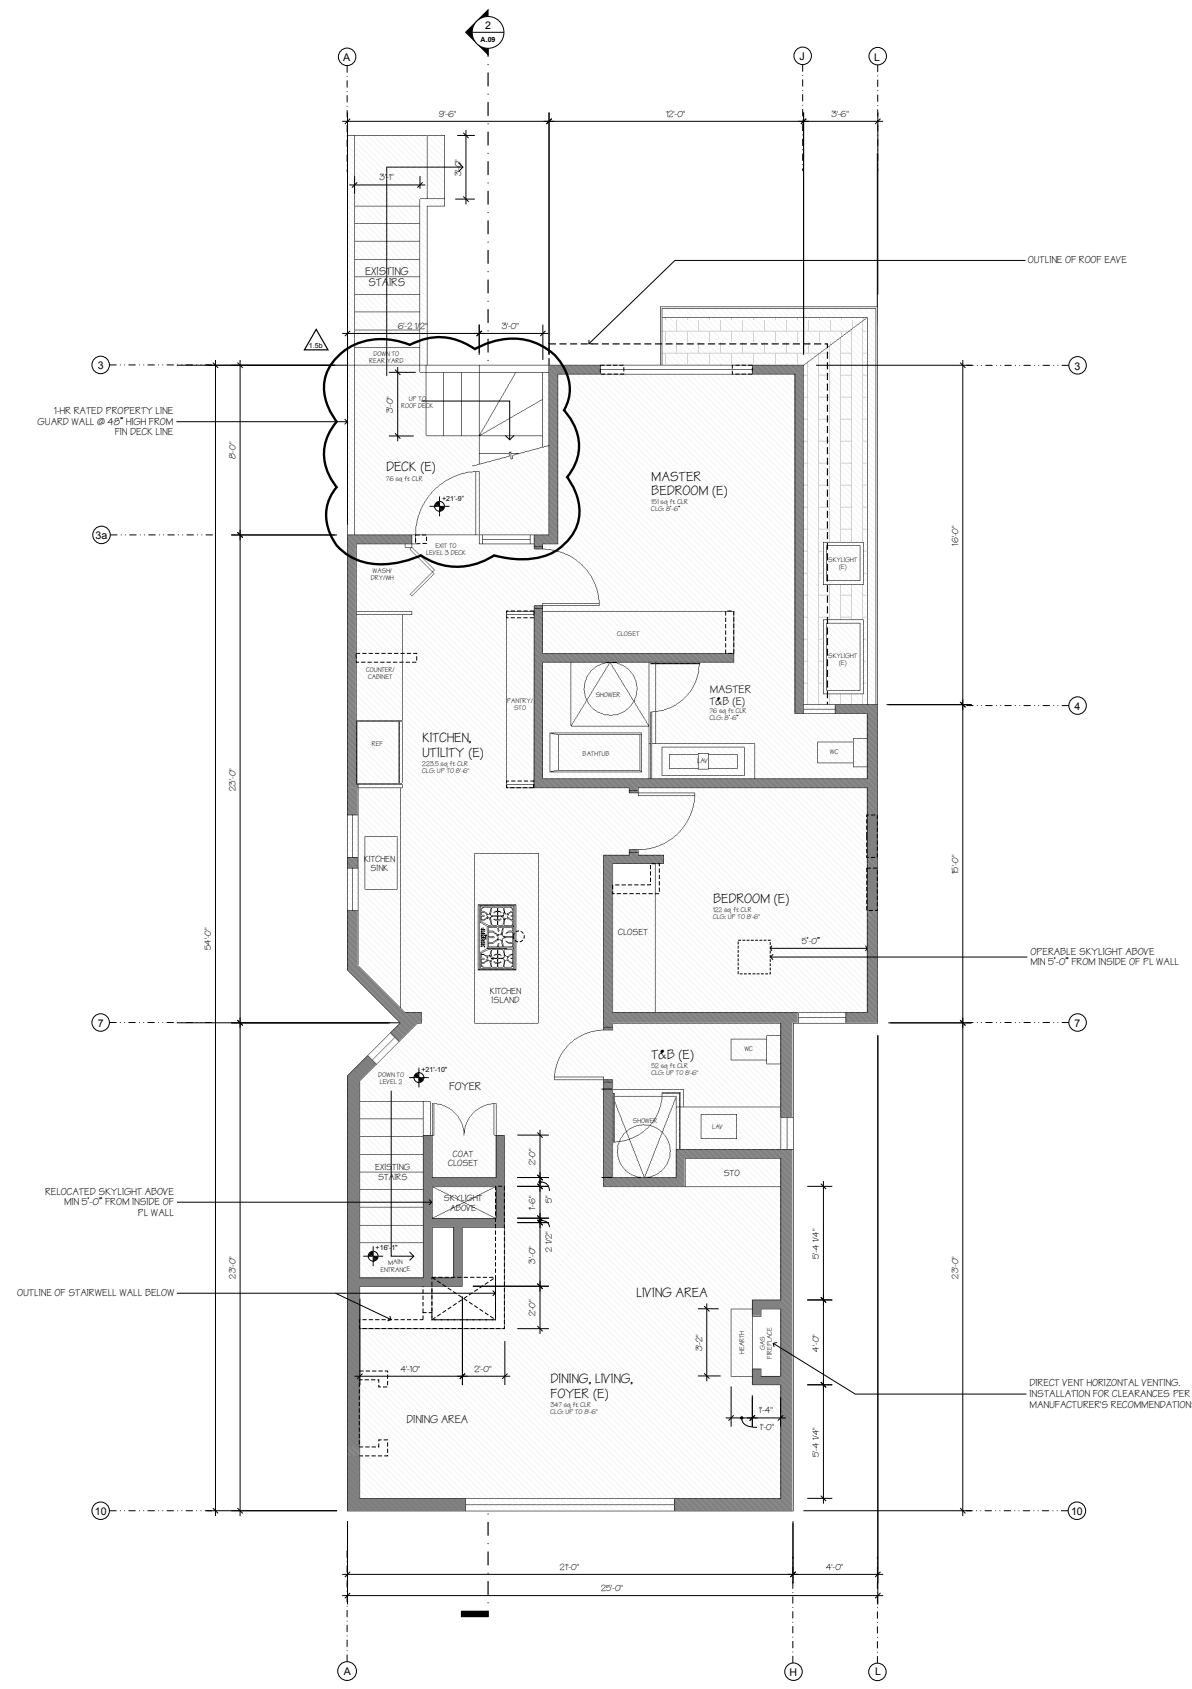 2
A.09
A
J
L
9'-6"
12'-0"
3'-6"
3'-0"
3'-1"
EXISTING
STAIRS
OUTLINE OF ROOF EAVE
6'-2 1/2"
3'-0"
1.5b
DOWN TO
REAR YARD
3
3
1-HR RATED PROPERTY LINE
GUARD WALL @ 48" HIGH FROM
FIN DECK LINE
8'-0"
3'-0"
UP TO
ROOF DECK
DECK (E)
76 sq ft CLR
+21'-9"
MASTER
BEDROOM (E)
151 sq ft CLR
CLG: 8'-6"
16'-0"
3a
EXIT TO
LEVEL 3 DECK
WASH/
DRY/WH
SKYLIGHT
(E)
CLOSET
SKYLIGHT
(E)
COUNTER/
CABINET
PANTRY/
STO
SHOWER
MASTER
T&B (E)
76 sq ft CLR
CLG: 8'-6"
4
REF
KITCHEN,
UTILITY (E)
223.5 sq ft CLR
CLG: UP TO 8'-6"
BATHTUB
LAV
WC
23'-0"
KITCHEN
SINK
15'-0"
BEDROOM (E)
122 sq ft CLR
CLG: UP TO 8'-6"
CLOSET
5'-0"
54'-0"
OPERABLE SKYLIGHT ABOVE
MIN 5'-0" FROM INSIDE OF PL WALL
KITCHEN
ISLAND
7
7
T&B (E)
52 sq ft CLR
CLG: UP TO 8'-6"
WC
DOWN TO
LEVEL 2
+21'-10"
FOYER
SHOWER
LAV
COAT
CLOSET
2'-0"
EXISTING
STAIRS
STO
RELOCATED SKYLIGHT ABOVE
MIN 5'-0" FROM INSIDE OF
PL WALL
SKYLIGHT
ABOVE
1'-6"
5"
+16'-1"
MAIN
ENTRANCE
3'-0"
2 1/2"
5'-4 1/4"
23'-0"
23'-0"
OUTLINE OF STAIRWELL WALL BELOW
2'-0"
LIVING AREA
3'-2"
HEARTH
GAS
FIREPLACE
4'-0"
4'-10"
2'-0"
DINING, LIVING,
FOYER (E)
347 sq ft CLR
CLG: UP TO 8'-6"
DIRECT VENT HORIZONTAL VENTING.
INSTALLATION FOR CLEARANCES PER
MANUFACTURER'S RECOMMENDATION
DINING AREA
1'-4"
1'-0"
5'-4 1/4"
10
10
21'-0"
4'-0"
25'-0"
A
H
L